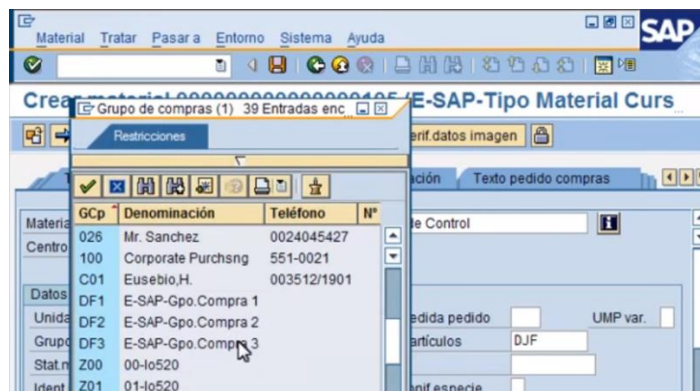 Material Tratar Pasar a Entorno Sistema Ayuda
SAP
Grupo de compras (1) 39 Entradas enc
/E-SAP-Tipo Material Curs
Restricciones
erif.datos imagen
Texto pedido compras
GCp Denominación Teléfono Nº
026 Mr. Sanchez 0024045427
100 Corporate Purchsng 551-0021
C01 Eusebio,H. 003512/1901
DF1 E-SAP-Gpo.Compra 1
DF2 E-SAP-Gpo.Compra 2
DF3 E-SAP-Gpo.Compra 3
Z00 00-Io520
Z01 01-Io520
Materia
de Control
Centro
Datos
Unida
edida pedido
UMP var.
Grupo
artículos
DJF
Stat.m
Ident
nif.especie